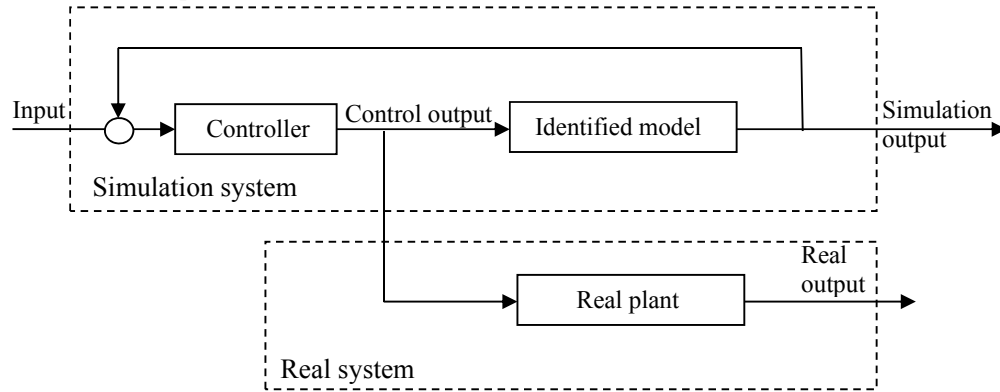 Input
Controller
Control output
Identified model
Simulation
output
Simulation system
Real
output
Real plant
Real system